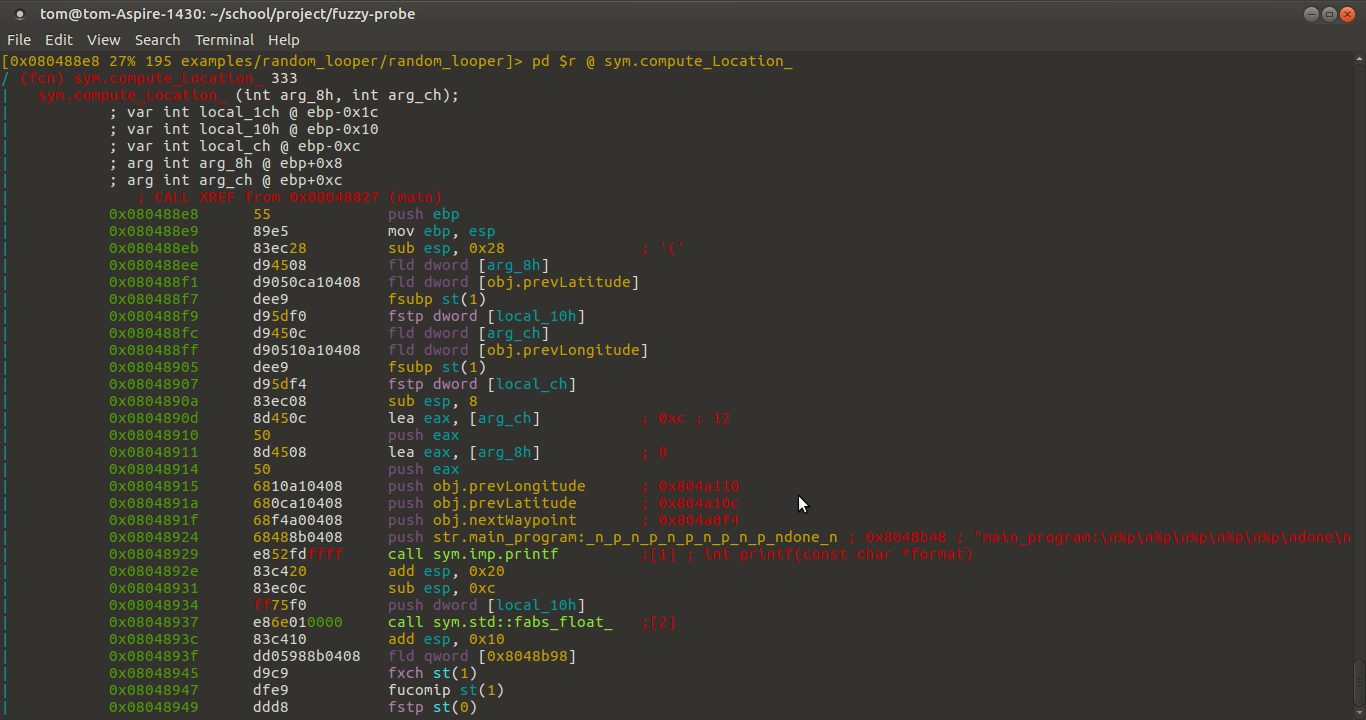 tom@tom-Aspire-1430: ~/school/project/fuzzy-probe
File Edit View Search Terminal Help
[0x080488e8 27% 195 examples/random_looper/random_looper]> pd $r @ sym.compute_Location_
/ (fcn) sym.compute_Location_ 333
|   sym.compute_Location_ (int arg_8h, int arg_ch);
|           ; var int local_1ch @ ebp-0x1c
|           ; var int local_10h @ ebp-0x10
|           ; var int local_ch @ ebp-0xc
|           ; arg int arg_8h @ ebp+0x8
|           ; arg int arg_ch @ ebp+0xc
|              ; CALL XREF from 0x08048827 (main)
|           0x080488e8      55             push ebp
|           0x080488e9      89e5           mov ebp, esp
|           0x080488eb      83ec28         sub esp, 0x28               ; '('
|           0x080488ee      d94508         fld dword [arg_8h]
|           0x080488f1      d9050ca10408   fld dword [obj.prevLatitude]
|           0x080488f7      dee9           fsubp st(1)
|           0x080488f9      d95df0         fstp dword [local_10h]
|           0x080488fc      d9450c         fld dword [arg_ch]
|           0x080488ff      d90510a10408   fld dword [obj.prevLongitude]
|           0x08048905      dee9           fsubp st(1)
|           0x08048907      d95df4         fstp dword [local_ch]
|           0x0804890a      83ec08         sub esp, 8
|           0x0804890d      8d450c         lea eax, [arg_ch]           ; 0xc ; 12
|           0x08048910      50             push eax
|           0x08048911      8d4508         lea eax, [arg_8h]           ; 8
|           0x08048914      50             push eax
|           0x08048915      6810a10408     push obj.prevLongitude      ; 0x804a110
|           0x0804891a      680ca10408     push obj.prevLatitude       ; 0x804a10c
|           0x0804891f      68f4a00408     push obj.nextWaypoint       ; 0x804a0f4
|           0x08048924      68488b0408     push str.main_program:_n_p_n_p_n_p_n_p_n_p_ndone_n ; 0x8048b48 ; "main_program:\n%p\n%p\n%p\n%p\n%p\ndone\n
|           0x08048929      e852fdffff     call sym.imp.printf         ;[1] ; int printf(const char *format)
|           0x0804892e      83c420         add esp, 0x20
|           0x08048931      83ec0c         sub esp, 0xc
|           0x08048934      ff75f0         push dword [local_10h]
|           0x08048937      e86e010000     call sym.std::fabs_float_   ;[2]
|           0x0804893c      83c410         add esp, 0x10
|           0x0804893f      dd05988b0408   fld qword [0x8048b98]
|           0x08048945      d9c9           fxch st(1)
|           0x08048947      dfe9           fucomip st(1)
|           0x08048949      ddd8           fstp st(0)